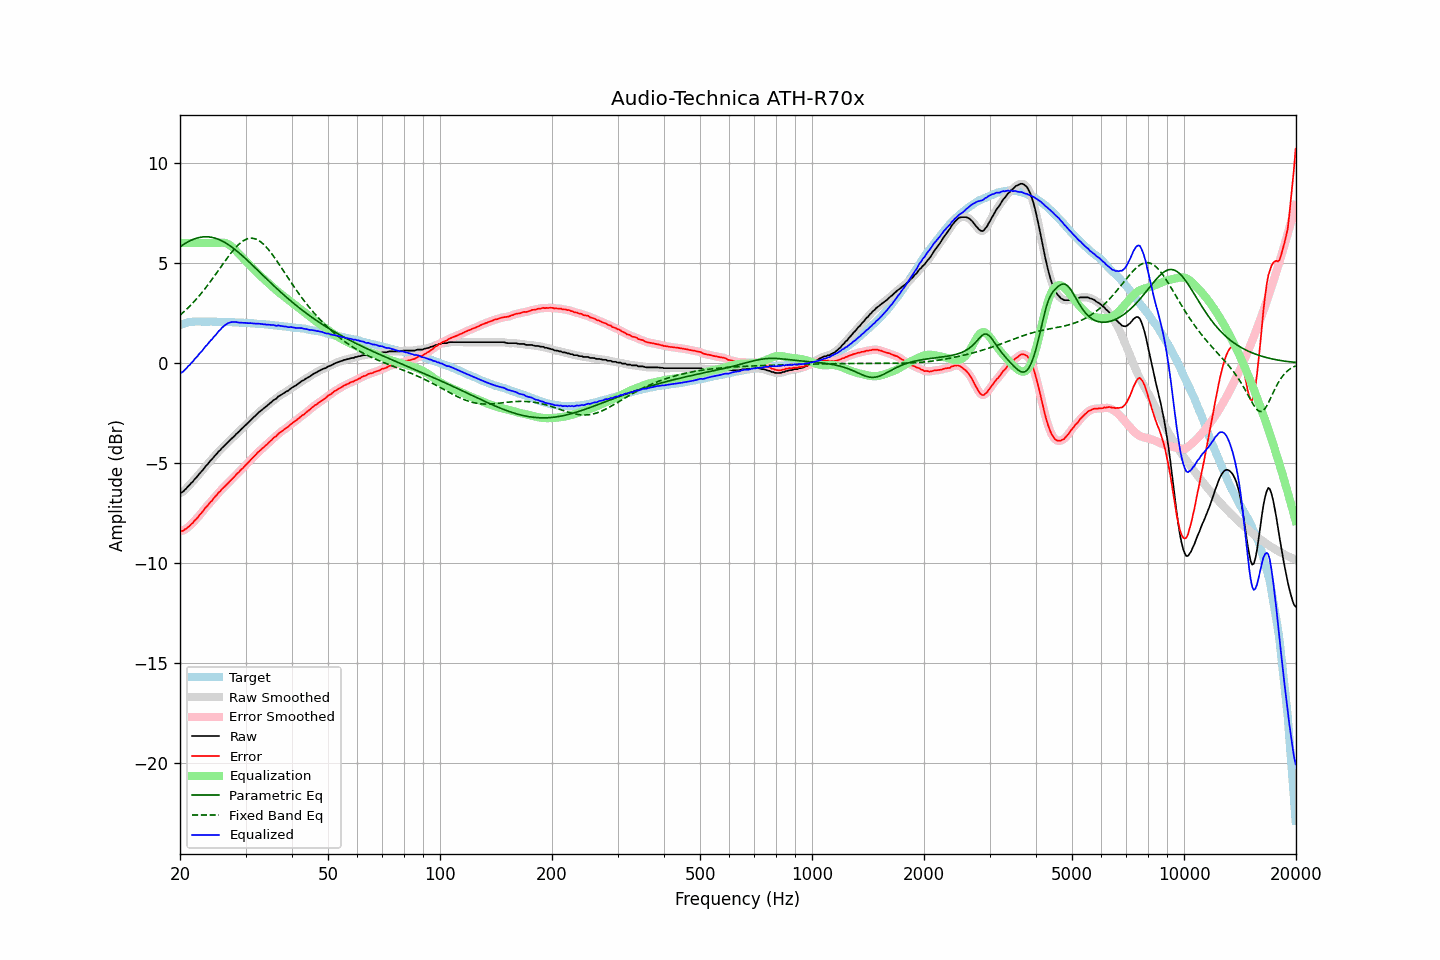 Audio-Technica ATH-R70x
10
5
0
−5
−10
−15
−20
Amplitude (dBr)
Target
Raw Smoothed
Error Smoothed
Raw
Error
Equalization
Parametric Eq
Fixed Band Eq
Equalized
20 50 100 200 500 1000 2000 5000 10000 20000
Frequency (Hz)